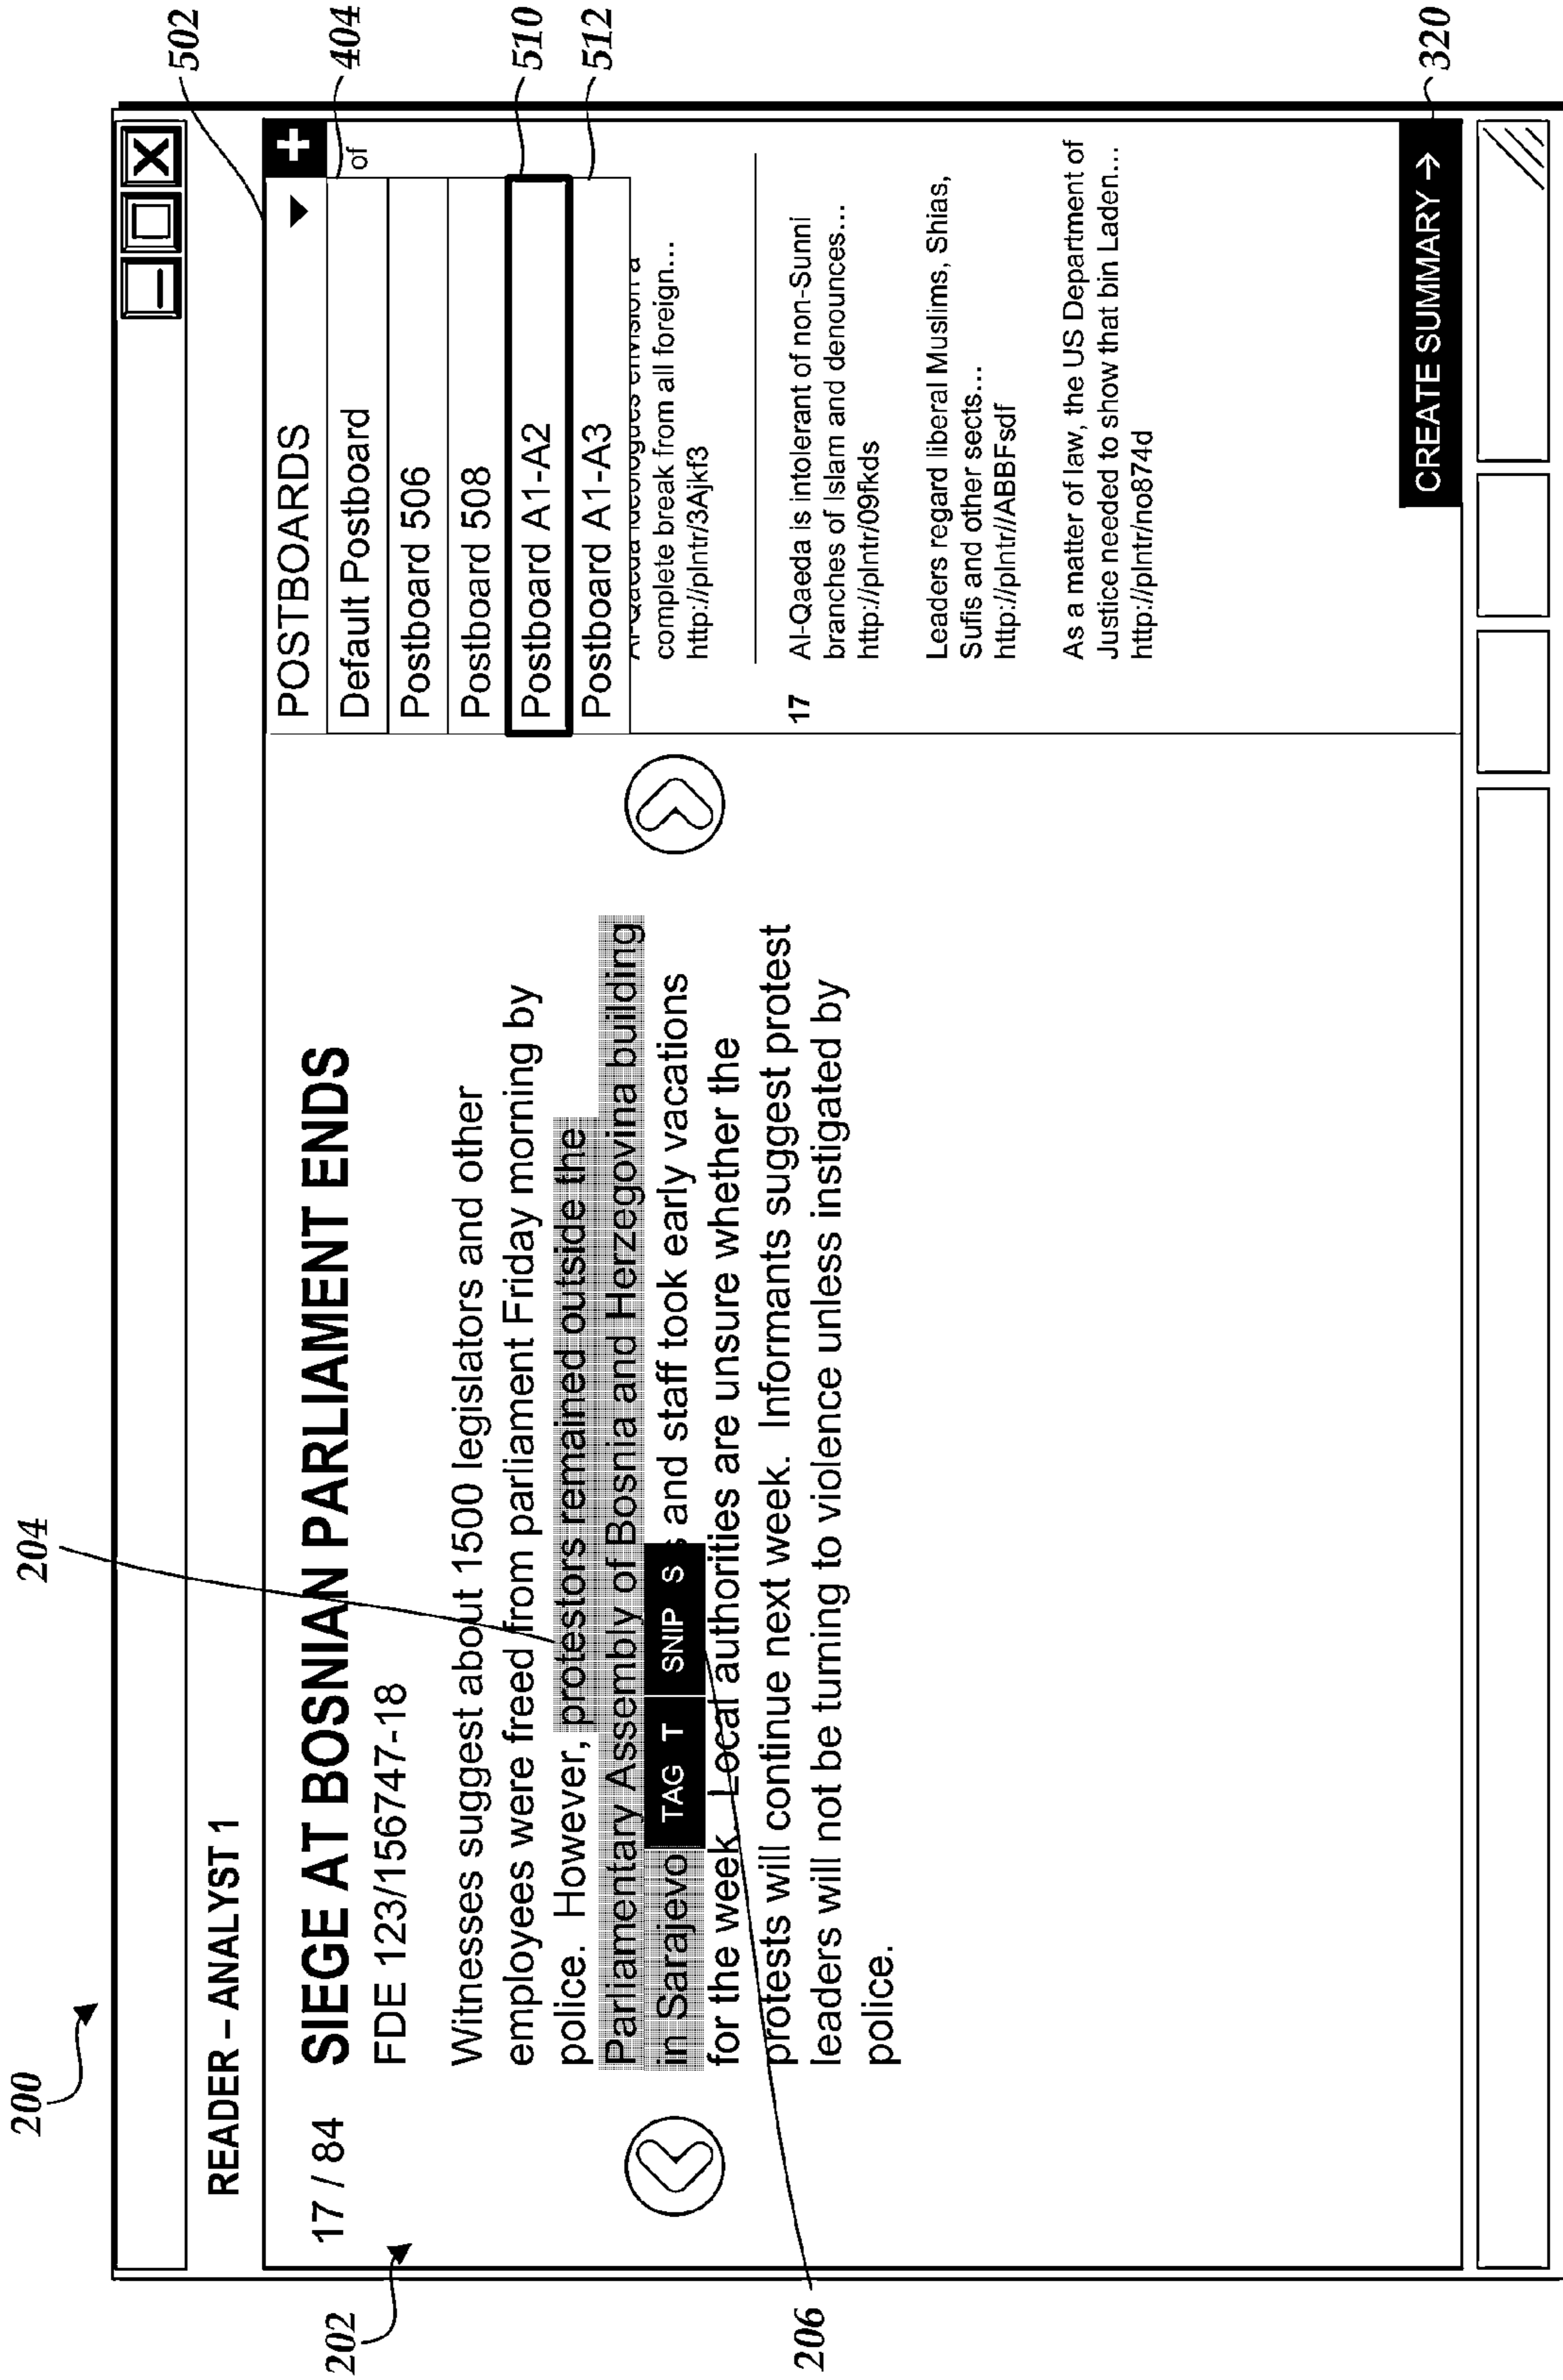 200
204
READER – ANALYST 1
502
404
510
512
202
206
320
17 / 84
SIEGE AT BOSNIAN PARLIAMENT ENDS
FDE 123/156747-18
Witnesses suggest about 1500 legislators and other
employees were freed from parliament Friday morning by
police. However, protestors remained outside the
Parliamentary Assembly of Bosnia and Herzegovina building
in Sarajevo
TAG T
SNIP S
and staff took early vacations
for the week. Local authorities are unsure whether the
protests will continue next week. Informants suggest protest
leaders will not be turning to violence unless instigated by
police.
POSTBOARDS
+
Default Postboard
of
Postboard 506
Postboard 508
Postboard A1-A2
Postboard A1-A3
Al-Qaeda ideologues envision a
complete break from all foreign...
http://plntr/3Ajkf3
17
Al-Qaeda is intolerant of non-Sunni
branches of Islam and denounces...
http://plntr/09fkds
Leaders regard liberal Muslims, Shias,
Sufis and other sects...
http://plntr//ABBFsdf
As a matter of law, the US Department of
Justice needed to show that bin Laden...
http://plntr/no874d
CREATE SUMMARY →